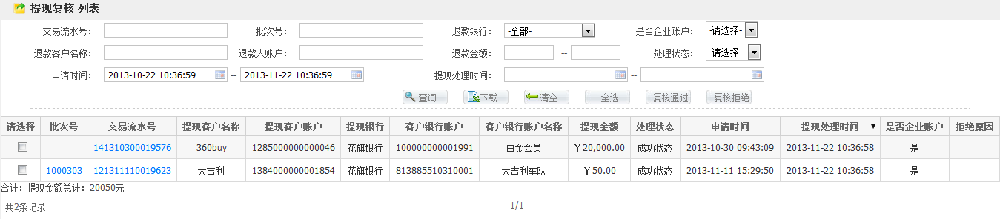 提现复核 列表
交易流水号： 批次号： 退款银行： -全部- 是否企业账户： -请选择-
退款客户名称： 退款人账户： 退款金额： -- 处理状态： -请选择-
申请时间： 2013-10-22 10:36:59 -- 2013-11-22 10:36:59 提现处理时间： --
查询 下载 清空 全选 复核通过 复核拒绝
请选择 批次号 交易流水号 提现客户名称 提现客户账户 提现银行 客户银行账户 客户银行账户名称 提现金额 处理状态 申请时间 提现处理时间 ▼ 是否企业账户 拒绝原因
141310300019576 360buy 1285000000000046 花旗银行 100000000001991 白金会员 ￥20,000.00 成功状态 2013-10-30 09:43:09 2013-11-22 10:36:58 是
1000303 121311110019623 大吉利 1384000000001854 花旗银行 813885510310001 大吉利车队 ￥50.00 成功状态 2013-11-11 15:29:50 2013-11-22 10:36:58 是
合计：提现金额总计：20050元
共2条记录 1/1